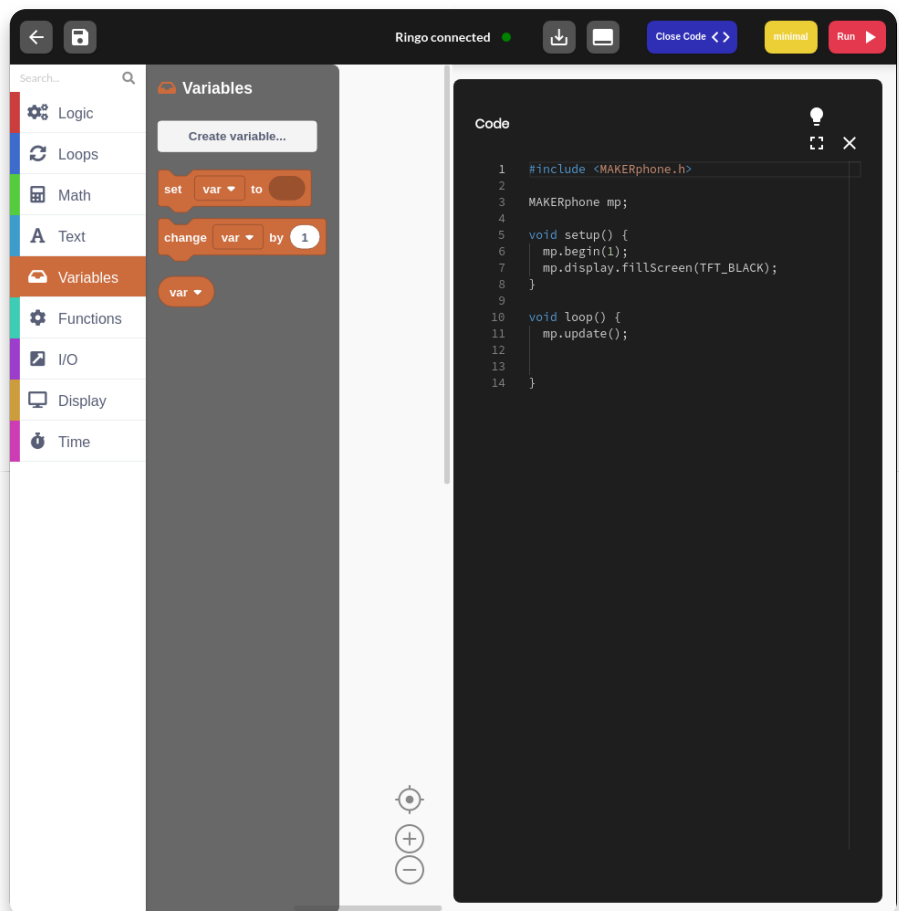 Ringo connected
Close Code
minimal
Run
Search...
Logic
Loops
Math
Text
Variables
Functions
I/O
Display
Time
Variables
Create variable...
set var to
change var by 1
var
Code
1 #include <MAKERphone.h>
2
3 MAKERphone mp;
4
5 void setup() {
6 mp.begin(1);
7 mp.display.fillScreen(TFT_BLACK);
8 }
9
10 void loop() {
11 mp.update();
12
13
14 }